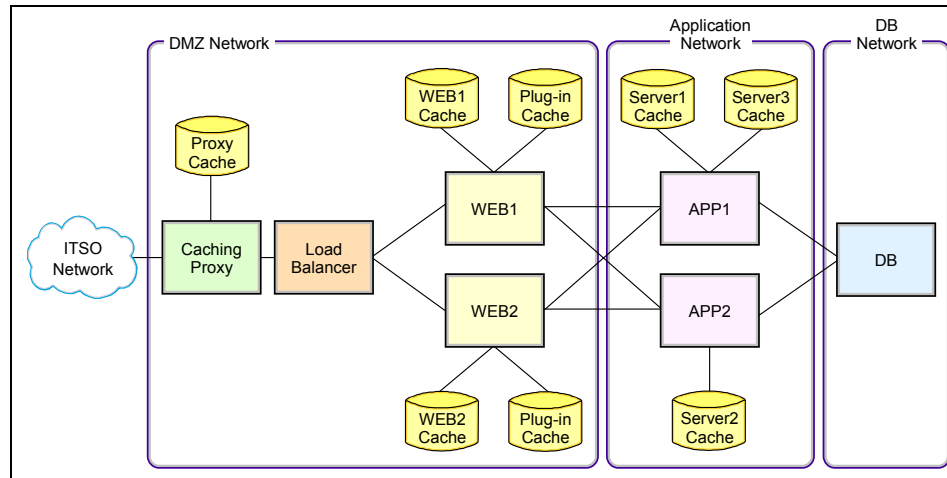 DMZ Network
Application
Network
DB
Network
WEB1
Cache
Plug-in
Cache
Server1
Cache
Server3
Cache
Proxy
Cache
ITSO
Network
Caching
Proxy
Load
Balancer
WEB1
APP1
DB
WEB2
APP2
WEB2
Cache
Plug-in
Cache
Server2
Cache